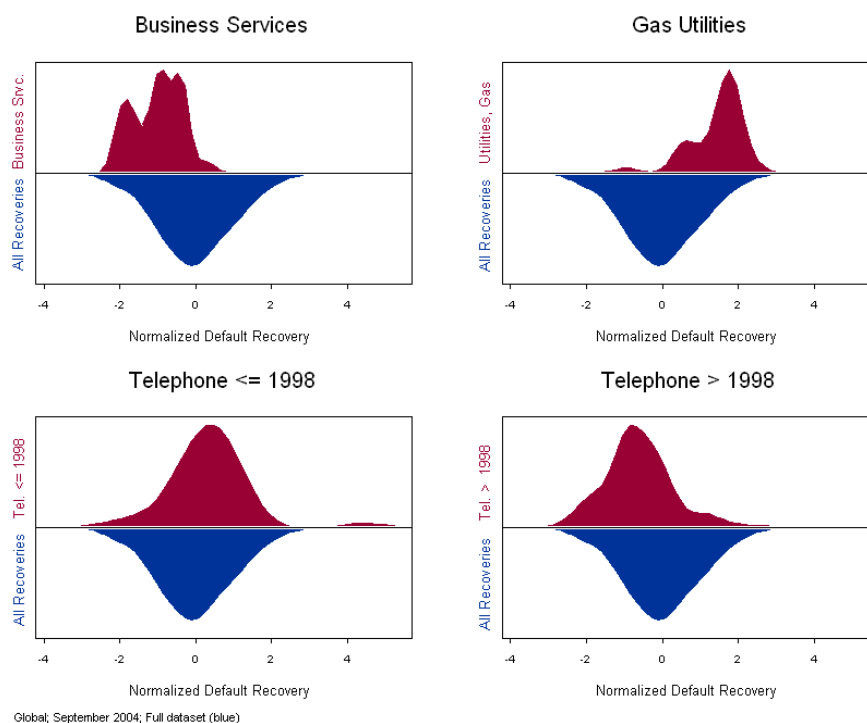 Business Services
Business Srvc.
All Recoveries
-4 -2 0 2 4
Normalized Default Recovery
Gas Utilities
Utilities, Gas
All Recoveries
-4 -2 0 2 4
Normalized Default Recovery
Telephone <= 1998
Tel. <= 1998
All Recoveries
-4 -2 0 2 4
Normalized Default Recovery
Telephone > 1998
Tel. > 1998
All Recoveries
-4 -2 0 2 4
Normalized Default Recovery
Global; September 2004; Full dataset (blue)